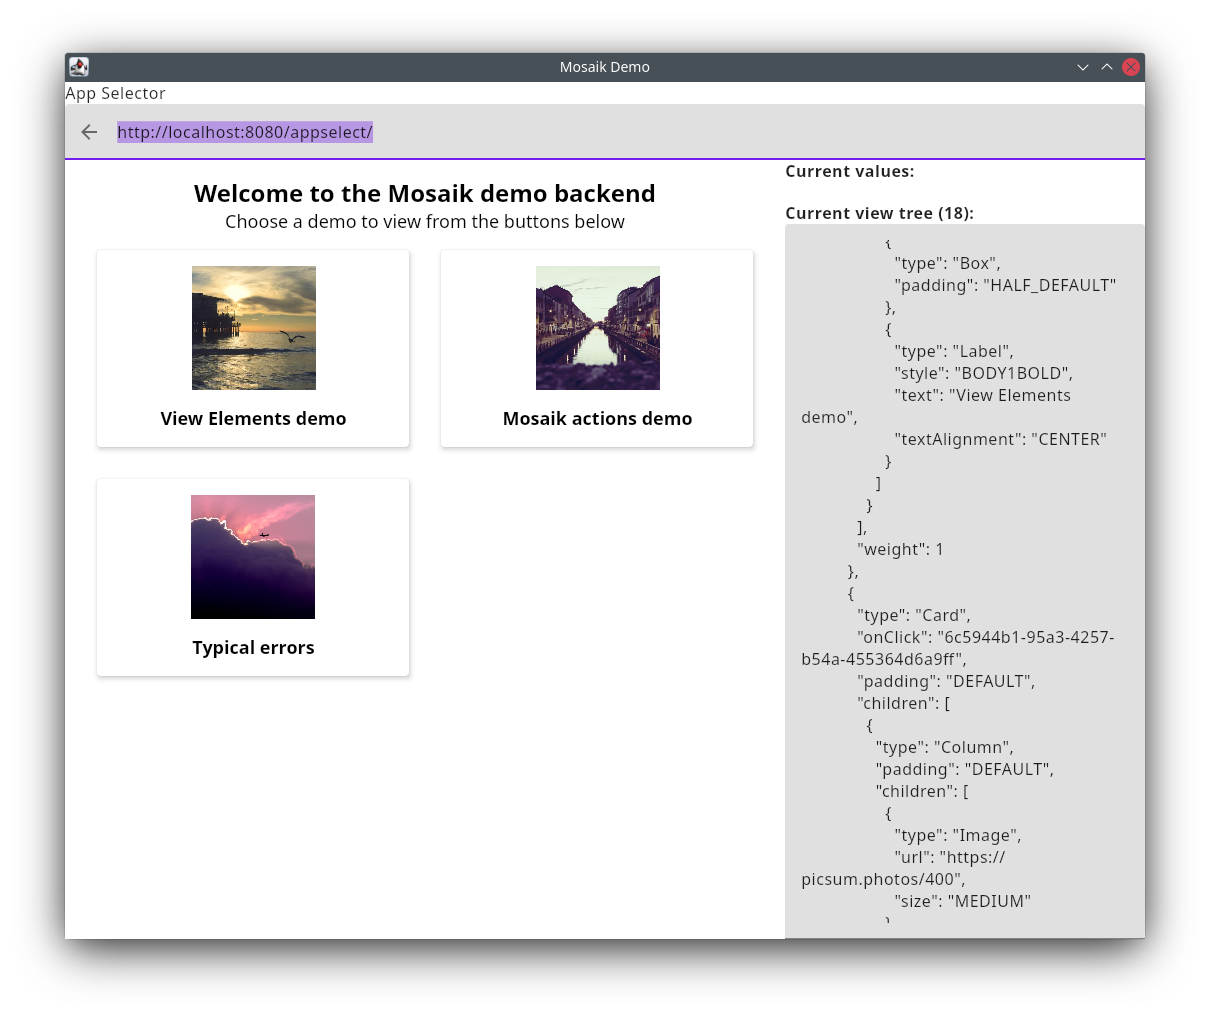 Mosaik Demo
App Selector
http://localhost:8080/appselect/
Welcome to the Mosaik demo backend
Choose a demo to view from the buttons below
View Elements demo
Mosaik actions demo
Typical errors
Current values:
Current view tree (18):
{
"type": "Box",
"padding": "HALF_DEFAULT"
},
{
"type": "Label",
"style": "BODY1BOLD",
"text": "View Elements
demo",
"textAlignment": "CENTER"
}
]
}
],
"weight": 1
},
{
"type": "Card",
"onClick": "6c5944b1-95a3-4257-
b54a-455364d6a9ff",
"padding": "DEFAULT",
"children": [
{
"type": "Column",
"padding": "DEFAULT",
"children": [
{
"type": "Image",
"url": "https://
picsum.photos/400",
"size": "MEDIUM"
}